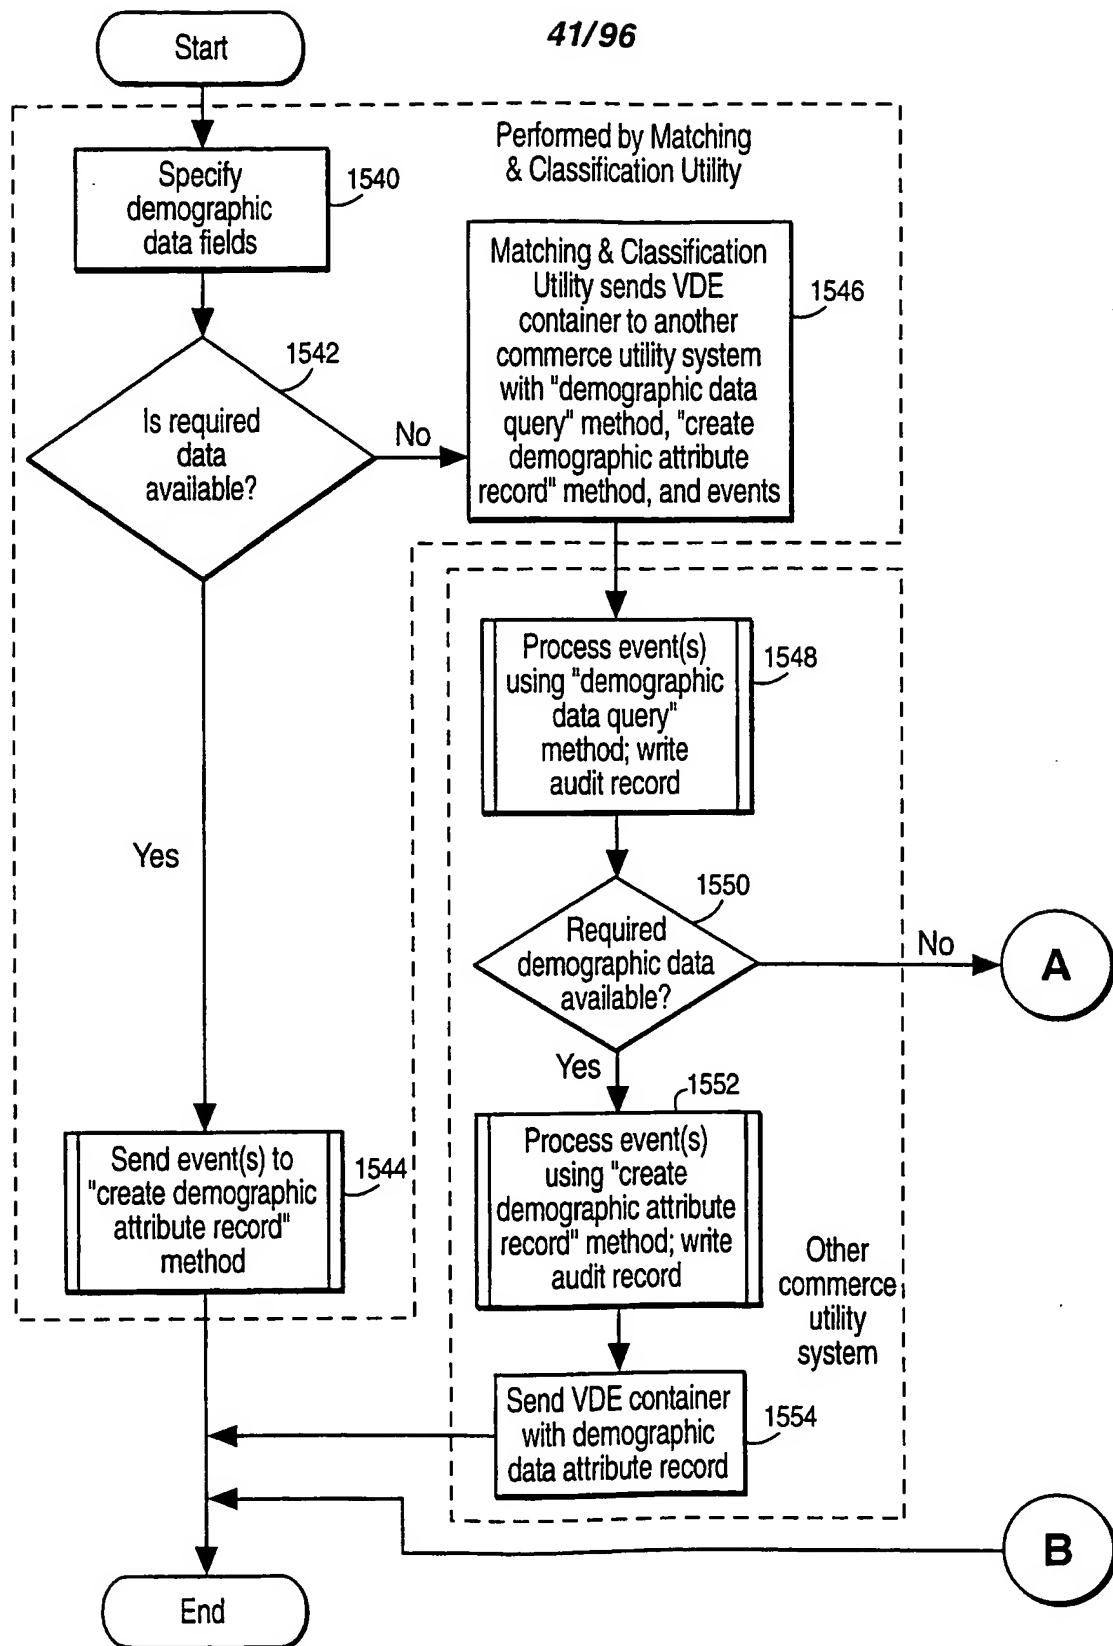 41/96
Start
Performed by Matching
& Classification Utility
Specify
demographic
data fields
1540
Matching & Classification
Utility sends VDE
container to another
commerce utility system
with "demographic data
query" method, "create
demographic attribute
record" method, and events
1546
1542
Is required
data
available?
No
Process event(s)
using "demographic
data query"
method; write
audit record
1548
Yes
1550
Required
demographic data
available?
No
A
Yes
1552
Process event(s)
using "create
demographic attribute
record" method; write
audit record
Send event(s) to
"create demographic
attribute record"
method
1544
Other
commerce
utility
system
Send VDE container
with demographic
data attribute record
1554
B
End